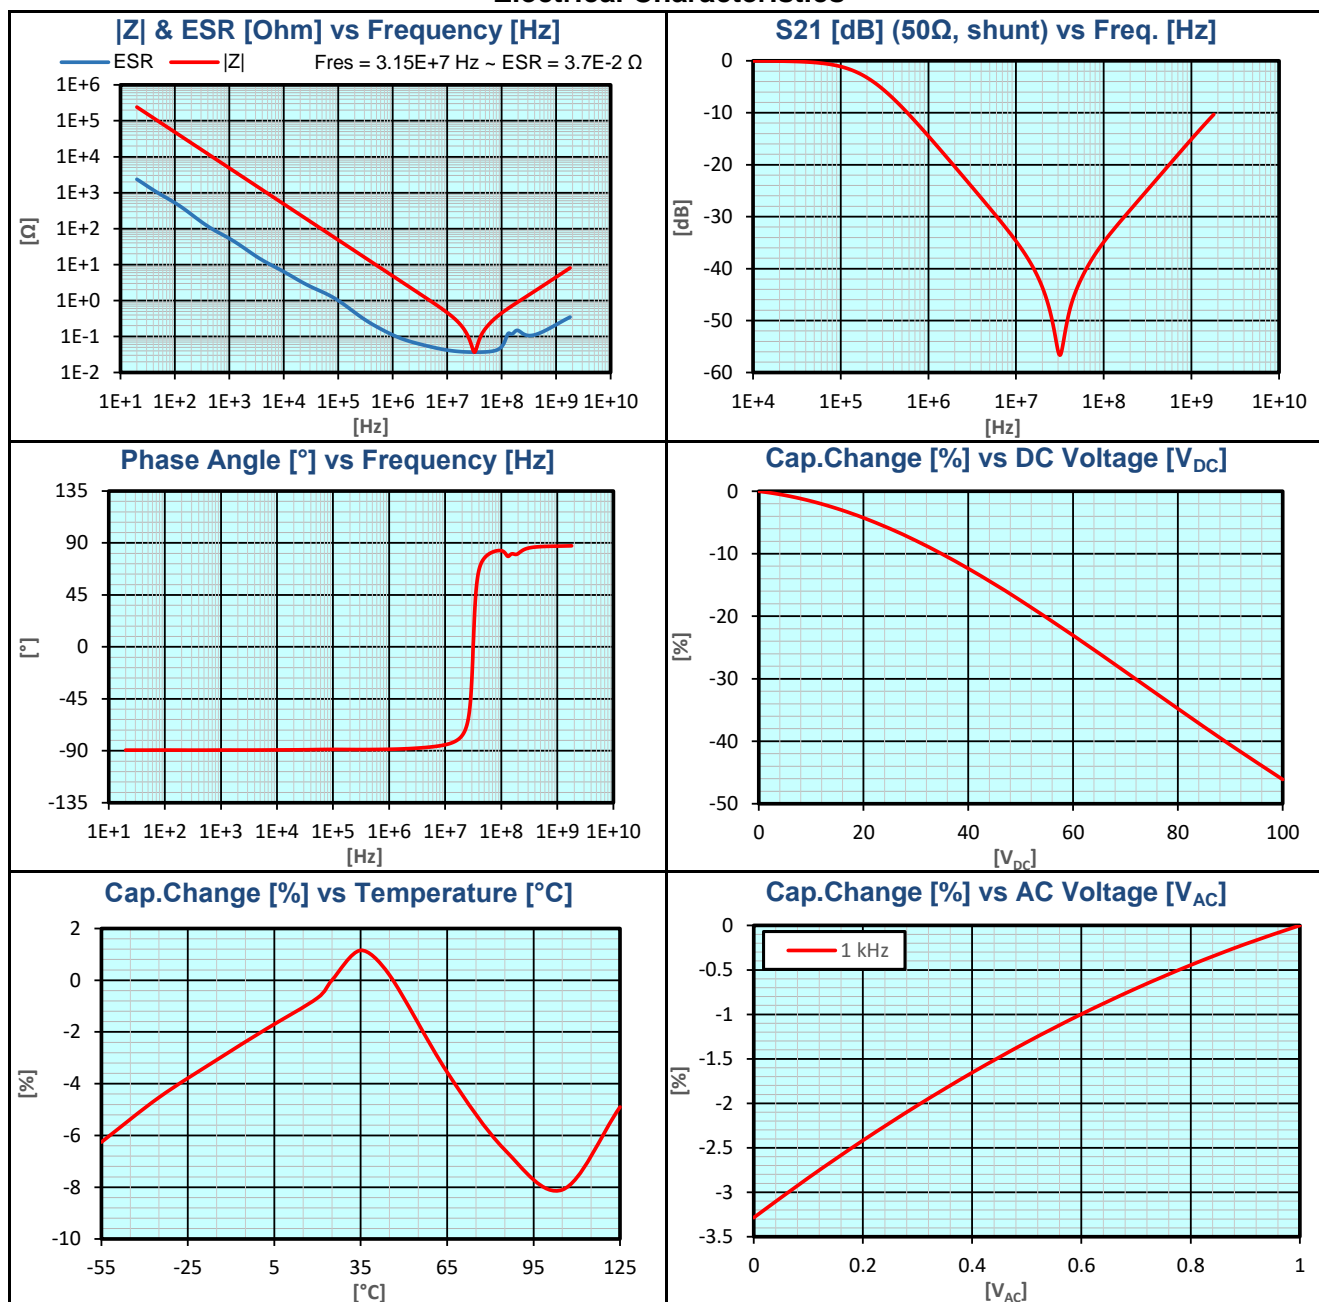 Electrical Characteristics
|Z| & ESR [Ohm] vs Frequency [Hz]
ESR |Z| Fres = 3.15E+7 Hz ~ ESR = 3.7E-2 Ω
1E+6
1E+5
1E+4
1E+3
1E+2
1E+1
1E+0
1E-1
1E-2
[Ω]
1E+1 1E+2 1E+3 1E+4 1E+5 1E+6 1E+7 1E+8 1E+9 1E+10
[Hz]
S21 [dB] (50Ω, shunt) vs Freq. [Hz]
0
-10
-20
-30
-40
-50
-60
[dB]
1E+4 1E+5 1E+6 1E+7 1E+8 1E+9 1E+10
[Hz]
Phase Angle [°] vs Frequency [Hz]
135
90
45
0
-45
-90
-135
[°]
1E+1 1E+2 1E+3 1E+4 1E+5 1E+6 1E+7 1E+8 1E+9 1E+10
[Hz]
Cap.Change [%] vs DC Voltage [VDC]
0
-10
-20
-30
-40
-50
[%]
0 20 40 60 80 100
[VDC]
Cap.Change [%] vs Temperature [°C]
2
0
-2
-4
-6
-8
-10
[%]
-55 -25 5 35 65 95 125
[°C]
Cap.Change [%] vs AC Voltage [VAC]
1 kHz
0
-0.5
-1
-1.5
-2
-2.5
-3
-3.5
[%]
0 0.2 0.4 0.6 0.8 1
[VAC]